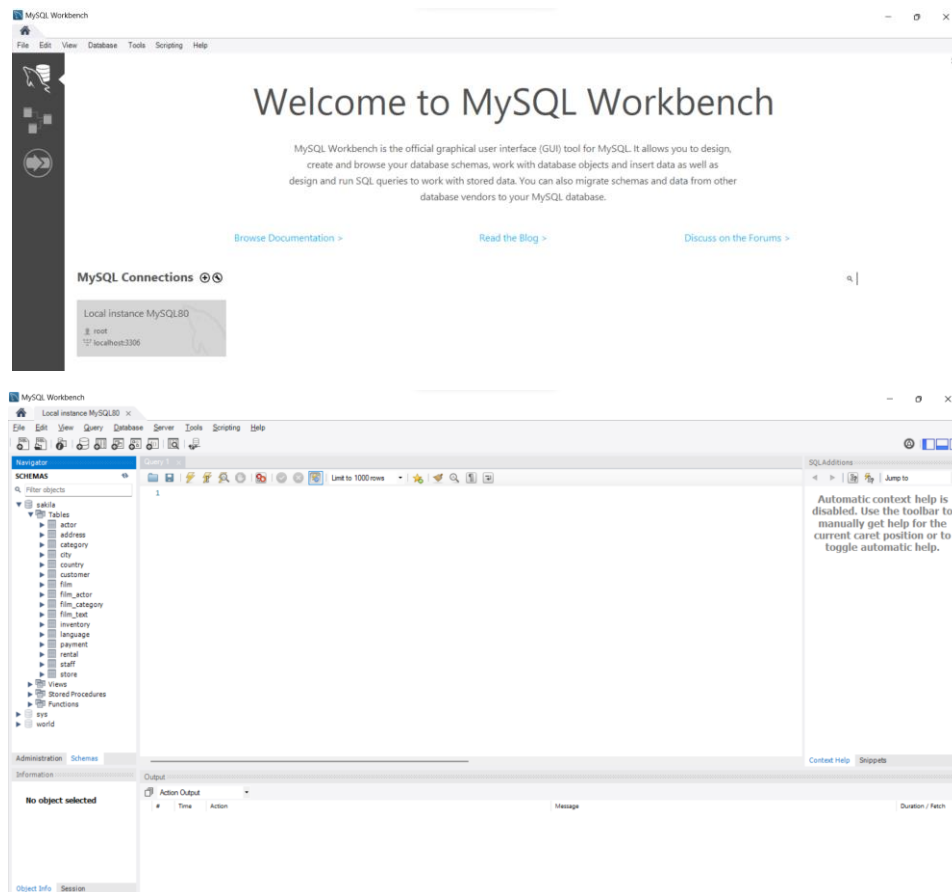 MySQL Workbench
File Edit View Database Tools Scripting Help
Welcome to MySQL Workbench
MySQL Workbench is the official graphical user interface (GUI) tool for MySQL. It allows you to design,
create and browse your database schemas, work with database objects and insert data as well as
design and run SQL queries to work with stored data. You can also migrate schemas and data from other
database vendors to your MySQL database.
Browse Documentation > Read the Blog > Discuss on the Forums >
MySQL Connections
Local instance MySQL80
root
localhost:3306
MySQL Workbench
Local instance MySQL80
File Edit View Query Database Server Tools Scripting Help
Navigator
SCHEMAS
Filter objects
sakila
Tables
actor
address
category
city
country
customer
film
film_actor
film_category
film_text
inventory
language
payment
rental
staff
store
Views
Stored Procedures
Functions
sys
world
Administration Schemas
Information
No object selected
Object Info Session
Query 1
Limit to 1000 rows
1
Output
Action Output
# Time Action Message Duration / Fetch
SQLAdditions
Jump to
Automatic context help is
disabled. Use the toolbar to
manually get help for the
current caret position or to
toggle automatic help.
Context Help Snippets